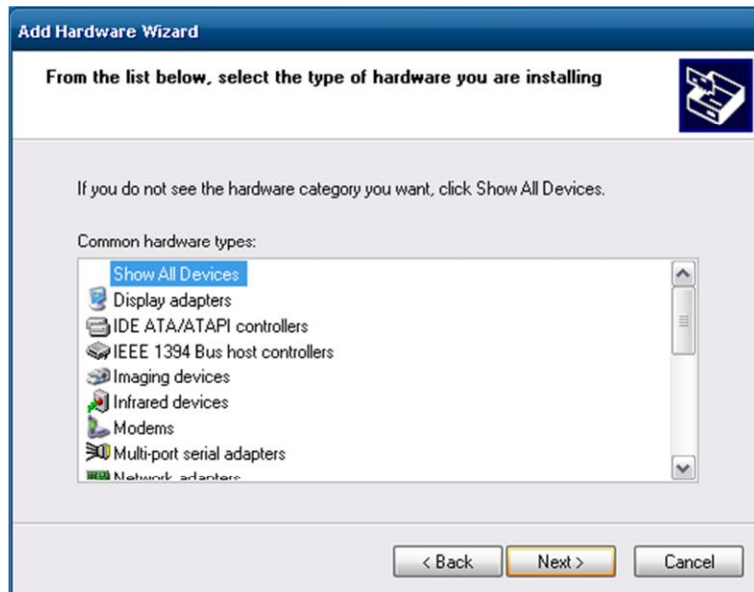 Add Hardware Wizard
From the list below, select the type of hardware you are installing
If you do not see the hardware category you want, click Show All Devices.
Common hardware types:
Show All Devices
Display adapters
IDE ATA/ATAPI controllers
IEEE 1394 Bus host controllers
Imaging devices
Infrared devices
Modems
Multi-port serial adapters
Network adapters
< Back
Next >
Cancel